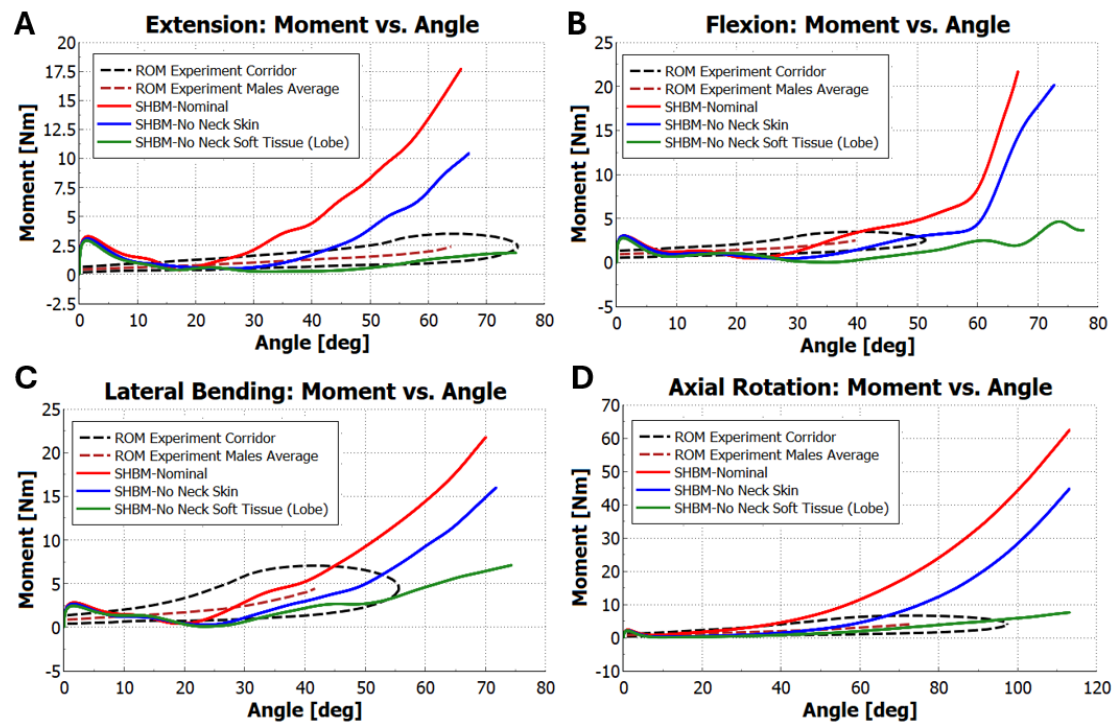 A
Extension: Moment vs. Angle
20
17.5
15
12.5
10
7.5
5
2.5
0
-2.5
Moment [Nm]
ROM Experiment Corridor
ROM Experiment Males Average
SHBM-Nominal
SHBM-No Neck Skin
SHBM-No Neck Soft Tissue (Lobe)
0 10 20 30 40 50 60 70 80
Angle [deg]
B
Flexion: Moment vs. Angle
25
20
15
10
5
0
-5
Moment [Nm]
ROM Experiment Corridor
ROM Experiment Males Average
SHBM-Nominal
SHBM-No Neck Skin
SHBM-No Neck Soft Tissue (Lobe)
0 10 20 30 40 50 60 70 80
Angle [deg]
C
Lateral Bending: Moment vs. Angle
25
20
15
10
5
0
-5
Moment [Nm]
ROM Experiment Corridor
ROM Experiment Males Average
SHBM-Nominal
SHBM-No Neck Skin
SHBM-No Neck Soft Tissue (Lobe)
0 10 20 30 40 50 60 70 80
Angle [deg]
D
Axial Rotation: Moment vs. Angle
70
60
50
40
30
20
10
0
-10
Moment [Nm]
ROM Experiment Corridor
ROM Experiment Males Average
SHBM-Nominal
SHBM-No Neck Skin
SHBM-No Neck Soft Tissue (Lobe)
0 20 40 60 80 100 120
Angle [deg]